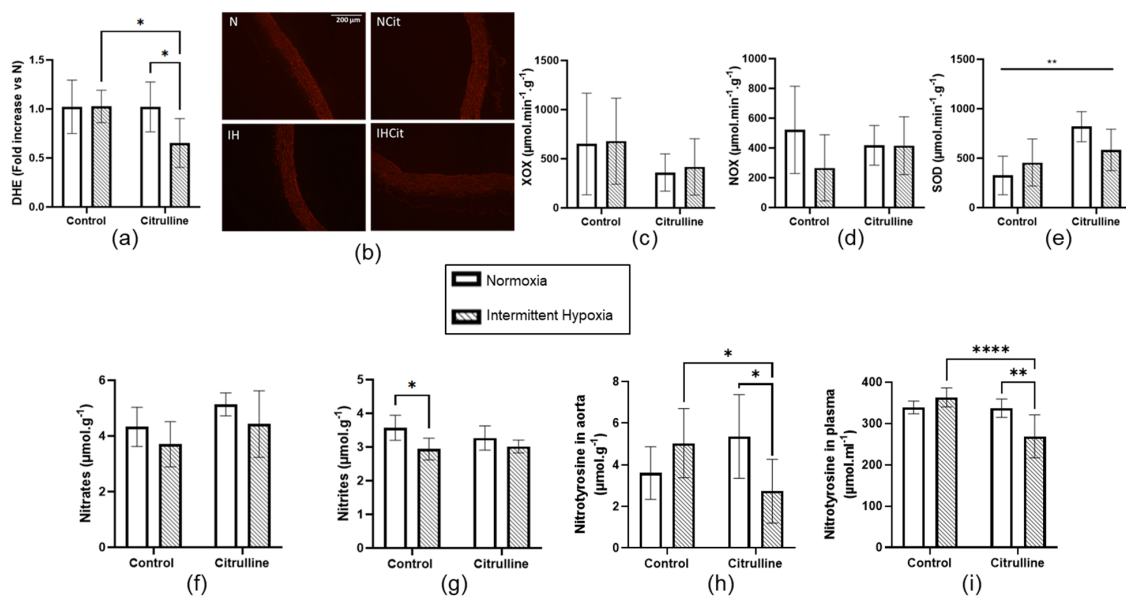 *
*
1.5
1.0
0.5
0.0
DHE (Fold increase vs N)
Control
Citrulline
(a)
N
200 µm
NCit
IH
IHCit
(b)
1500
1000
500
0
XOX (µmol.min⁻¹.g⁻¹)
Control
Citrulline
(c)
1000
800
600
400
200
0
NOX (µmol.min⁻¹.g⁻¹)
Control
Citrulline
(d)
**
1500
1000
500
0
SOD (µmol.min⁻¹.g⁻¹)
Control
Citrulline
(e)
Normoxia
Intermittent Hypoxia
6
4
2
0
Nitrates (µmol.g⁻¹)
Control
Citrulline
(f)
*
5
4
3
2
1
0
Nitrites (µmol.g⁻¹)
Control
Citrulline
(g)
*
*
8
6
4
2
0
Nitrotyrosine in aorta
(µmol.g⁻¹)
Control
Citrulline
(h)
****
**
400
300
200
100
0
Nitrotyrosine in plasma
(µmol.ml⁻¹)
Control
Citrulline
(i)